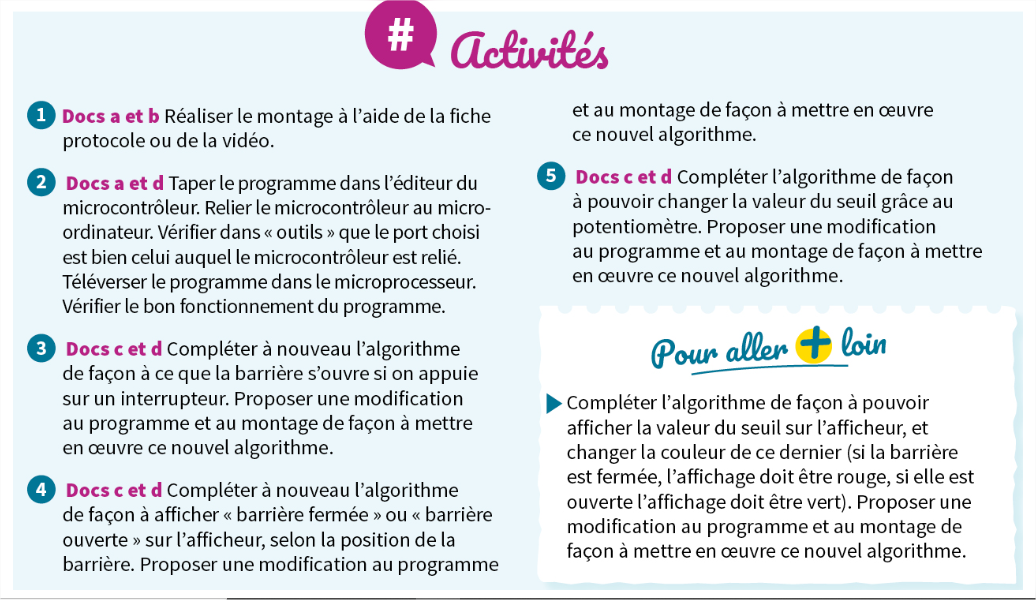 # Activités
1 Docs a et b Réaliser le montage à l'aide de la fiche
protocole ou de la vidéo.
2 Docs a et d Taper le programme dans l'éditeur du
microcontrôleur. Relier le microcontrôleur au micro-
ordinateur. Vérifier dans « outils » que le port choisi
est bien celui auquel le microcontrôleur est relié.
Téléverser le programme dans le microprocesseur.
Vérifier le bon fonctionnement du programme.
3 Docs c et d Compléter à nouveau l'algorithme
de façon à ce que la barrière s'ouvre si on appuie
sur un interrupteur. Proposer une modification
au programme et au montage de façon à mettre
en œuvre ce nouvel algorithme.
4 Docs c et d Compléter à nouveau l'algorithme
de façon à afficher « barrière fermée » ou « barrière
ouverte » sur l'afficheur, selon la position de la
barrière. Proposer une modification au programme
et au montage de façon à mettre en œuvre
ce nouvel algorithme.
5 Docs c et d Compléter l'algorithme de façon
à pouvoir changer la valeur du seuil grâce au
potentiomètre. Proposer une modification
au programme et au montage de façon à mettre
en œuvre ce nouvel algorithme.
Pour aller + loin
Compléter l'algorithme de façon à pouvoir
afficher la valeur du seuil sur l'afficheur, et
changer la couleur de ce dernier (si la barrière
est fermée, l'affichage doit être rouge, si elle est
ouverte l'affichage doit être vert). Proposer une
modification au programme et au montage de
façon à mettre en œuvre ce nouvel algorithme.